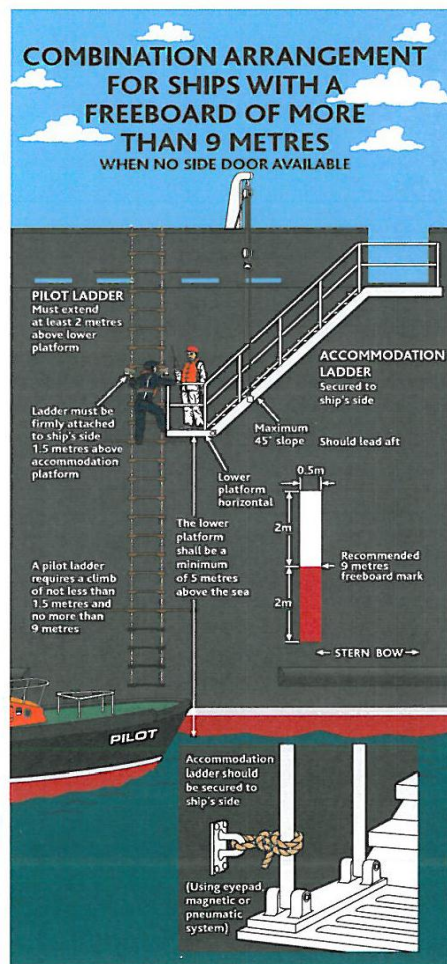 COMBINATION ARRANGEMENT
FOR SHIPS WITH A
FREEBOARD OF MORE
THAN 9 METRES
WHEN NO SIDE DOOR AVAILABLE
PILOT LADDER
Must extend
at least 2 metres
above lower
platform
Ladder must be
firmly attached
to ship's side
1.5 metres above
accommodation
platform
A pilot ladder
requires a climb
of not less than
1.5 metres and
no more than
9 metres
The lower
platform
shall be a
minimum
of 5 metres
above the sea
Lower
platform
horizontal
Maximum
45° slope
ACCOMMODATION
LADDER
Secured to
ship's side
Should lead aft
0.5m
2m
Recommended
9 metres
freeboard mark
2m
STERN BOW
PILOT
Accommodation
ladder should
be secured to
ship's side
(Using eyepad,
magnetic or
pneumatic
system)